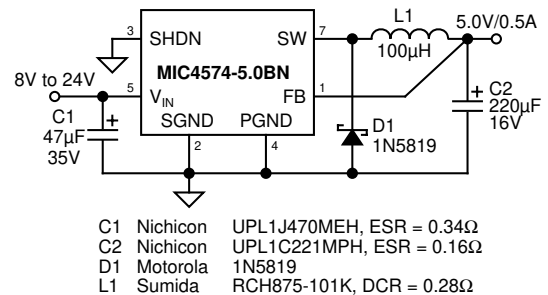 L1
5.0V/0.5A
3 SHDN SW 7
100µH
MIC4574-5.0BN
8V to 24V
5 VIN FB 1
C1
47µF
35V
SGND PGND
2 4
D1
1N5819
C2
220µF
16V
C1 Nichicon UPL1J470MEH, ESR = 0.34Ω
C2 Nichicon UPL1C221MPH, ESR = 0.16Ω
D1 Motorola 1N5819
L1 Sumida RCH875-101K, DCR = 0.28Ω